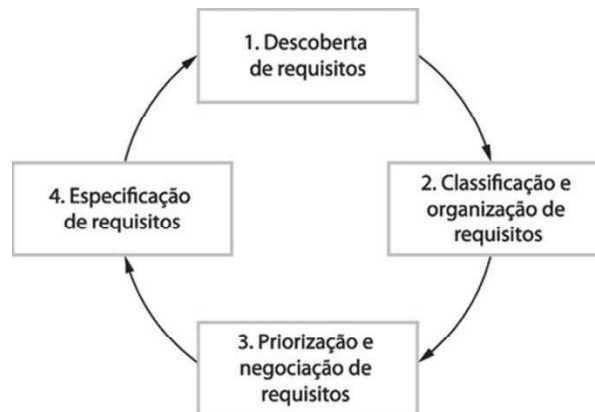 1. Descoberta
de requisitos
2. Classificação e
organização de
requisitos
3. Priorização e
negociação de
requisitos
4. Especificação
de requisitos